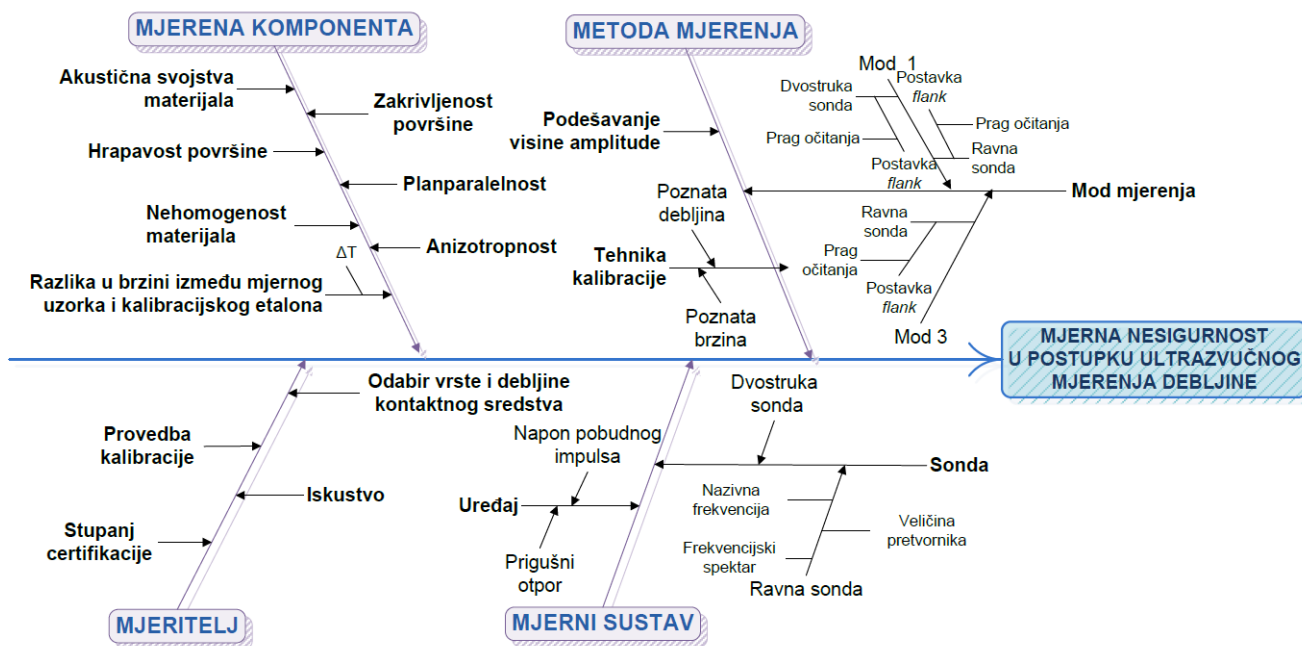 MJERENA KOMPONENTA
Akustična svojstva
materijala
Zakrivljenost
površine
Hrapavost površine
Planparalelnost
Nehomogenost
materijala
Anizotropnost
ΔT
Razlika u brzini između mjernog
uzorka i kalibracijskog etalona
METODA MJERENJA
Podešavanje
visine amplitude
Poznata
debljina
Tehnika
kalibracije
Poznata
brzina
Mod 1
Dvostruka
sonda
Prag očitanja
Postavka
flank
Postavka
flank
Prag očitanja
Ravna
sonda
Mod mjerenja
Ravna
sonda
Prag
očitanja
Postavka
flank
Mod 3
MJERNA NESIGURNOST
U POSTUPKU ULTRAZVUČNOG
MJERENJA DEBLJINE
Odabir vrste i debljine
kontaktnog sredstva
Provedba
kalibracije
Iskustvo
Stupanj
certifikacije
MJERITELJ
Napon pobudnog
impulsa
Uređaj
Prigušni
otpor
Dvostruka
sonda
Sonda
Nazivna
frekvencija
Veličina
pretvornika
Frekvencijski
spektar
Ravna sonda
MJERNI SUSTAV